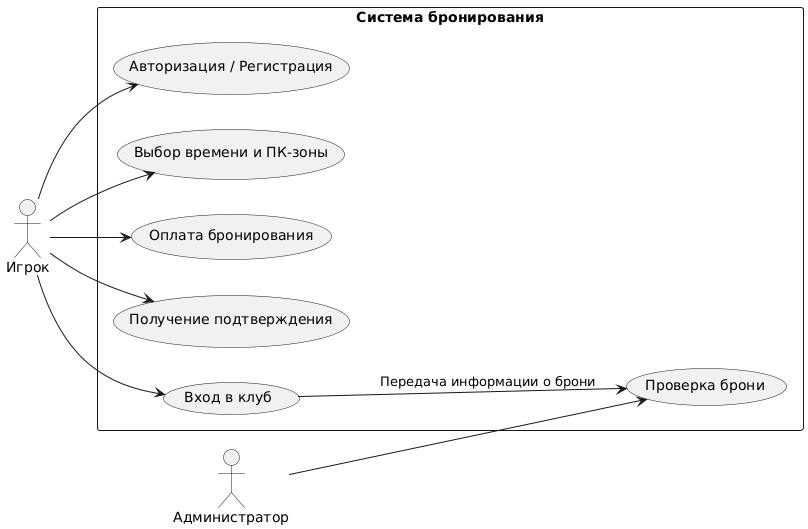 Система бронирования
Авторизация / Регистрация
Выбор времени и ПК-зоны
Оплата бронирования
Игрок
Получение подтверждения
Передача информации о брони
Проверка брони
Вход в клуб
Администратор